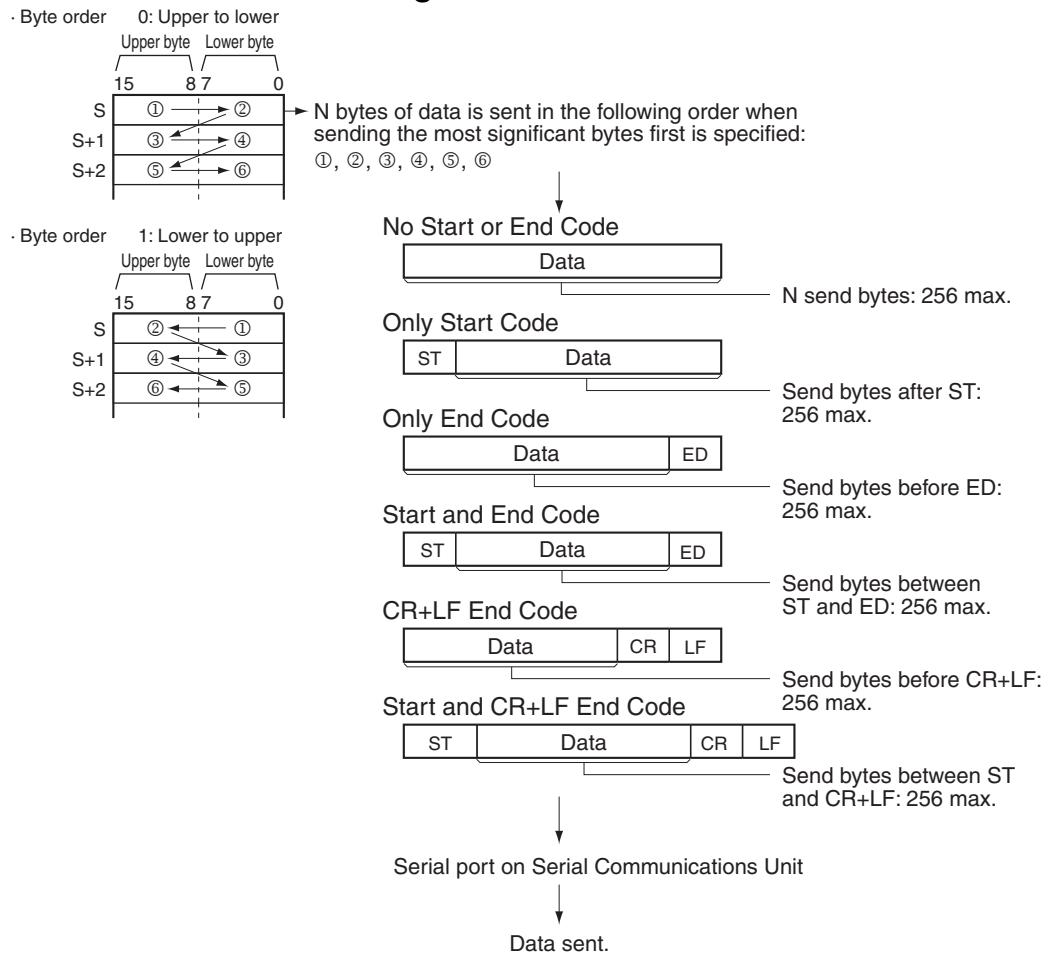 · Byte order 0: Upper to lower
Upper byte Lower byte
15 8 7 0
S ① ②
S+1 ③ ④
S+2 ⑤ ⑥
N bytes of data is sent in the following order when
sending the most significant bytes first is specified:
①, ②, ③, ④, ⑤, ⑥
· Byte order 1: Lower to upper
Upper byte Lower byte
15 8 7 0
S ② ①
S+1 ④ ③
S+2 ⑥ ⑤
No Start or End Code
Data
N send bytes: 256 max.
Only Start Code
ST Data
Send bytes after ST:
256 max.
Only End Code
Data ED
Send bytes before ED:
256 max.
Start and End Code
ST Data ED
Send bytes between
ST and ED: 256 max.
CR+LF End Code
Data CR LF
Send bytes before CR+LF:
256 max.
Start and CR+LF End Code
ST Data CR LF
Send bytes between ST
and CR+LF: 256 max.
Serial port on Serial Communications Unit
Data sent.